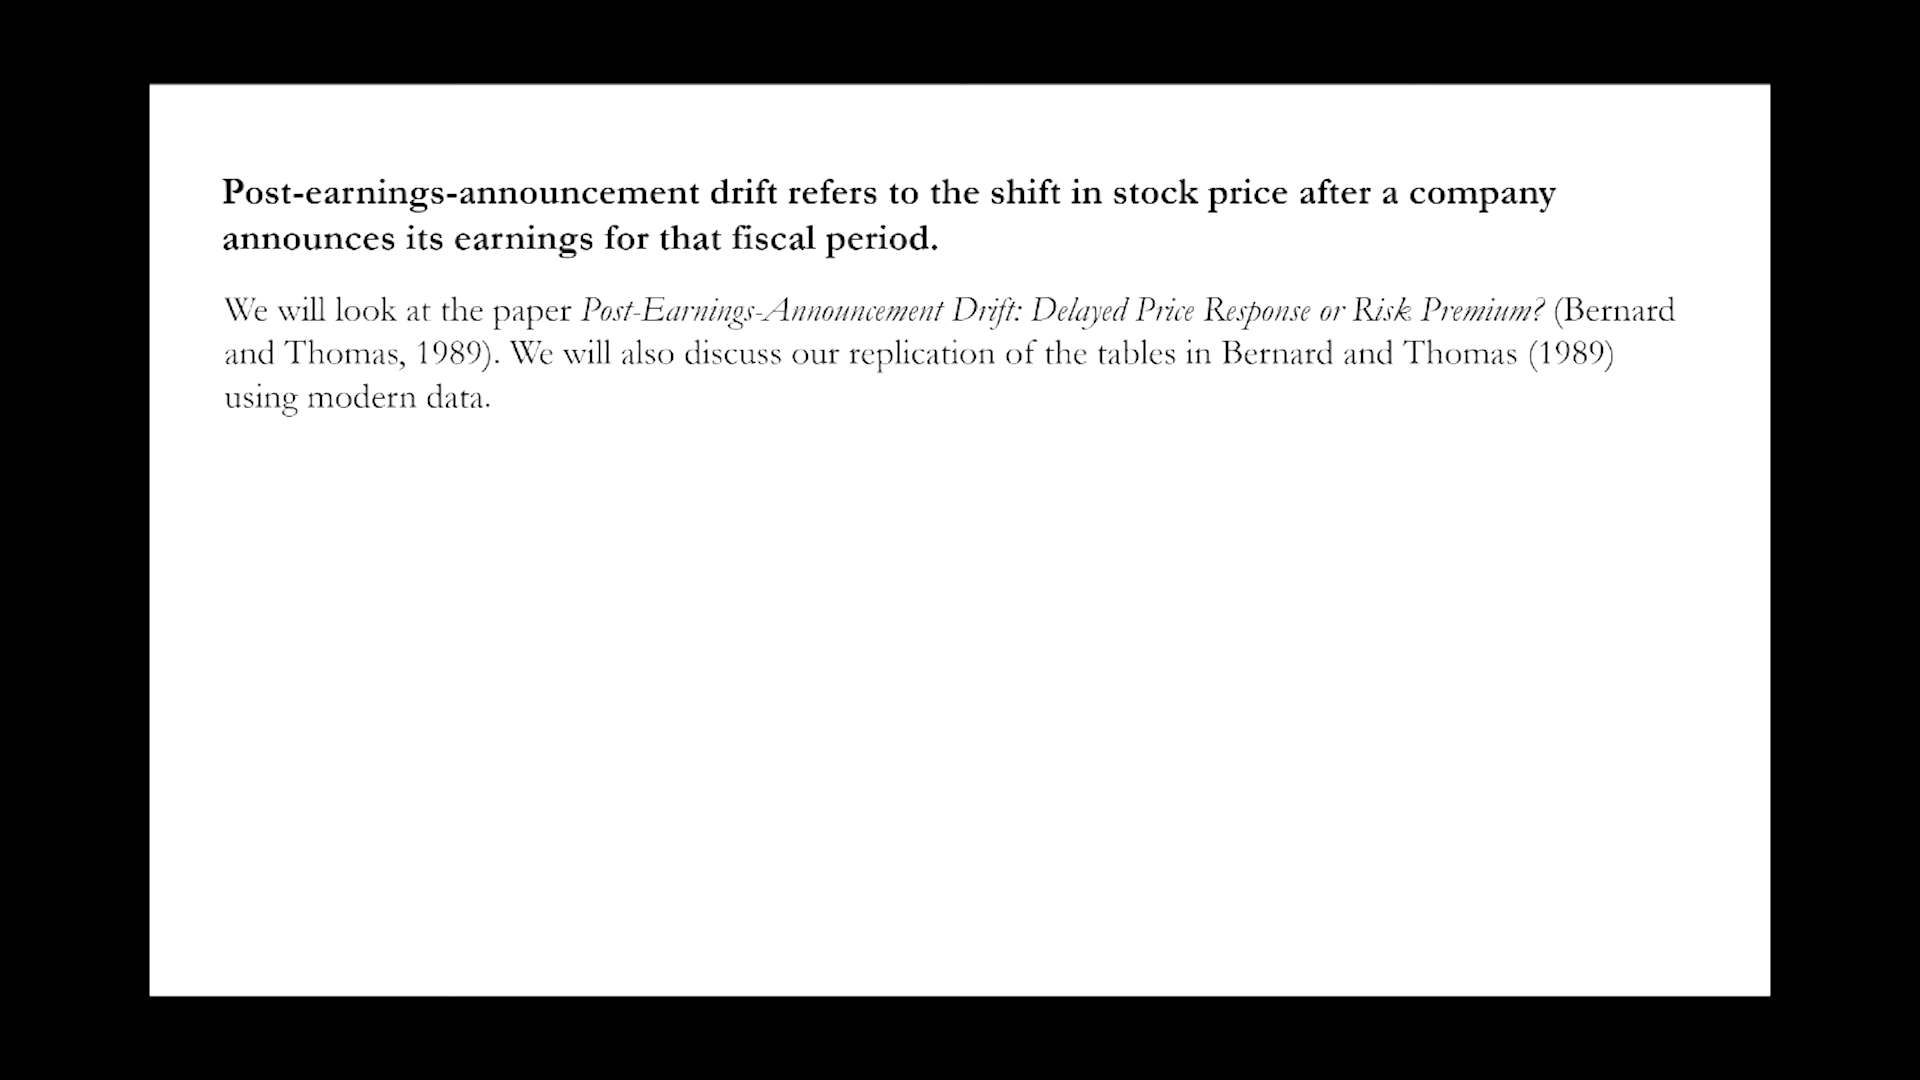 Post-earnings-announcement drift refers to the shift in stock price after a company
announces its earnings for that fiscal period.
We will look at the paper Post-Earnings-Announcement Drift: Delayed Price Response or Risk Premium? (Bernard
and Thomas, 1989). We will also discuss our replication of the tables in Bernard and Thomas (1989)
using modern data.